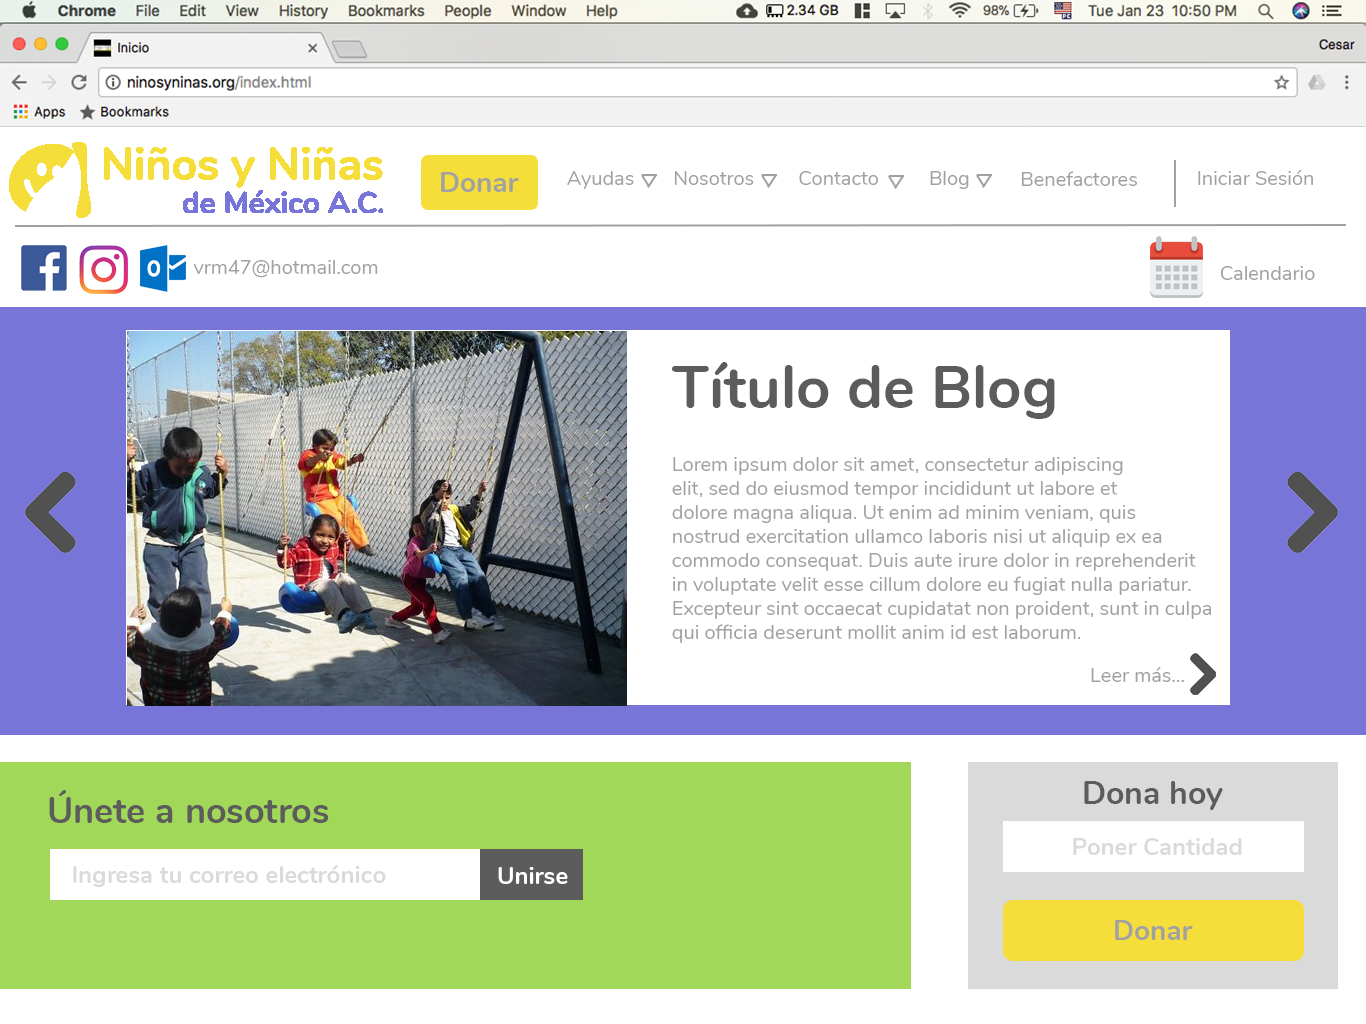 Chrome File Edit View History Bookmarks People Window Help 2.34 GB 98% Tue Jan 23 10:50 PM
Inicio
Cesar
ninosyninas.org/index.html
Apps Bookmarks
Niños y Niñas
de México A.C.
Donar
Ayudas Nosotros Contacto Blog Benefactores Iniciar Sesión
vrm47@hotmail.com
Calendario
Título de Blog
Lorem ipsum dolor sit amet, consectetur adipiscing
elit, sed do eiusmod tempor incididunt ut labore et
dolore magna aliqua. Ut enim ad minim veniam, quis
nostrud exercitation ullamco laboris nisi ut aliquip ex ea
commodo consequat. Duis aute irure dolor in reprehenderit
in voluptate velit esse cillum dolore eu fugiat nulla pariatur.
Excepteur sint occaecat cupidatat non proident, sunt in culpa
qui officia deserunt mollit anim id est laborum.
Leer más...
Únete a nosotros
Ingresa tu correo electrónico
Unirse
Dona hoy
Poner Cantidad
Donar